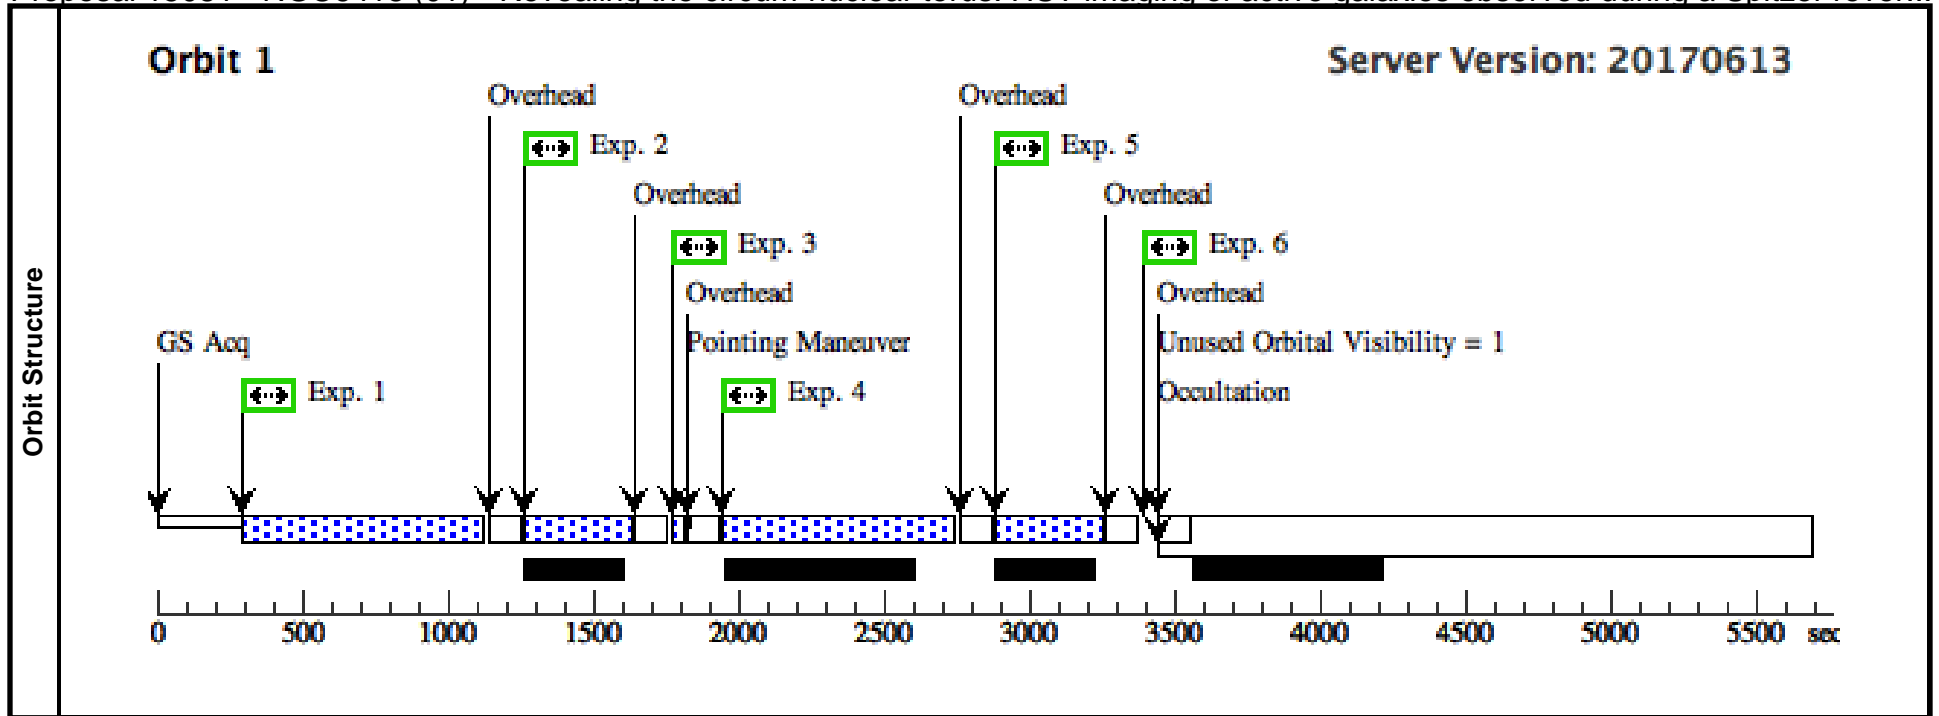 Orbit 1
Server Version: 20170613
Overhead
Overhead
Exp. 2
Exp. 5
Overhead
Overhead
Exp. 3
Exp. 6
Overhead
Overhead
GS Acq
Pointing Maneuver
Unused Orbital Visibility = 1
Exp. 1
Exp. 4
Occultation
Orbit Structure
0 500 1000 1500 2000 2500 3000 3500 4000 4500 5000 5500 sec